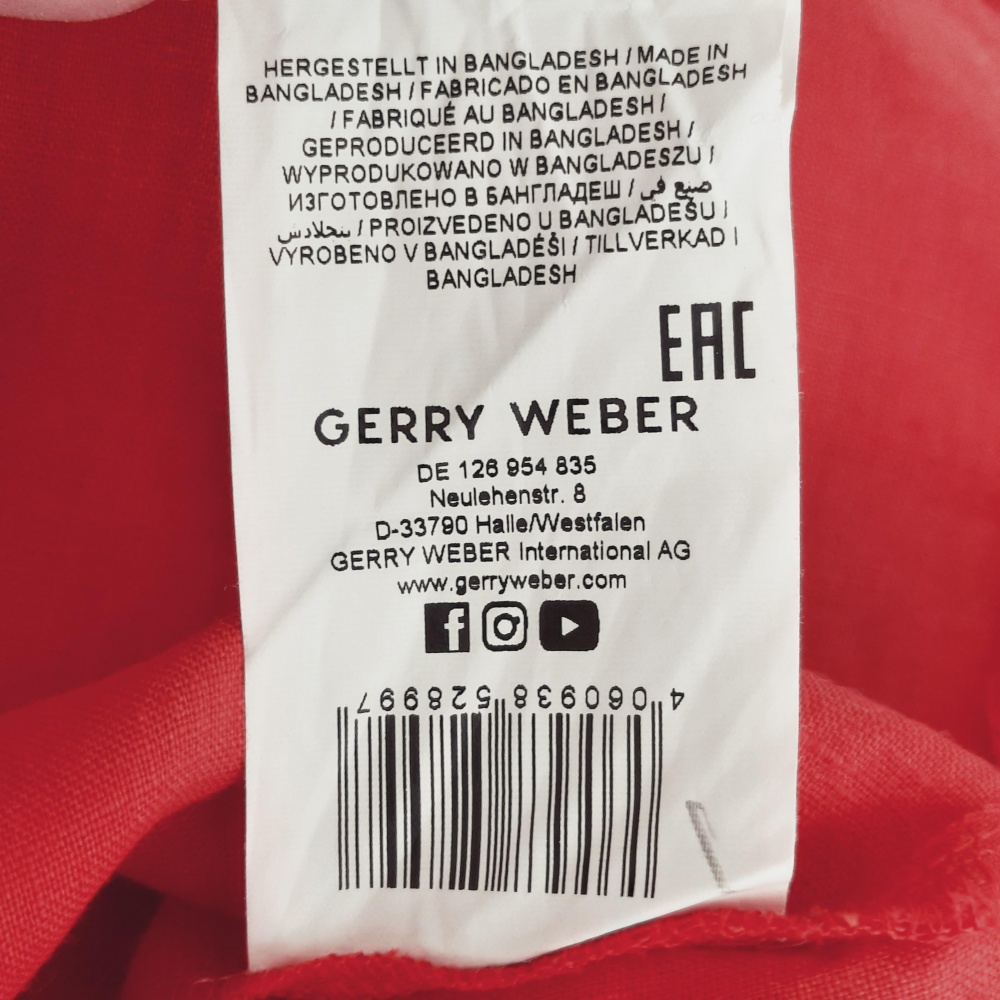 HERGESTELLT IN BANGLADESH / MADE IN
BANGLADESH / FABRICADO EN BANGLADESH
/ FABRIQUÉ AU BANGLADESH /
GEPRODUCEERD IN BANGLADESH /
WYPRODUKOWANO W BANGLADESZU /
ИЗГОТОВЛЕНО В БАНГЛАДЕШ / صنع في
بنجلادش / PROIZVEDENO U BANGLADEŠU /
VYROBENO V BANGLADÉŠI / TILLVERKAD I
BANGLADESH
EAC
GERRY WEBER
DE 126 954 835
Neulehenstr. 8
D-33790 Halle/Westfalen
GERRY WEBER International AG
www.gerryweber.com
4 060938 528997